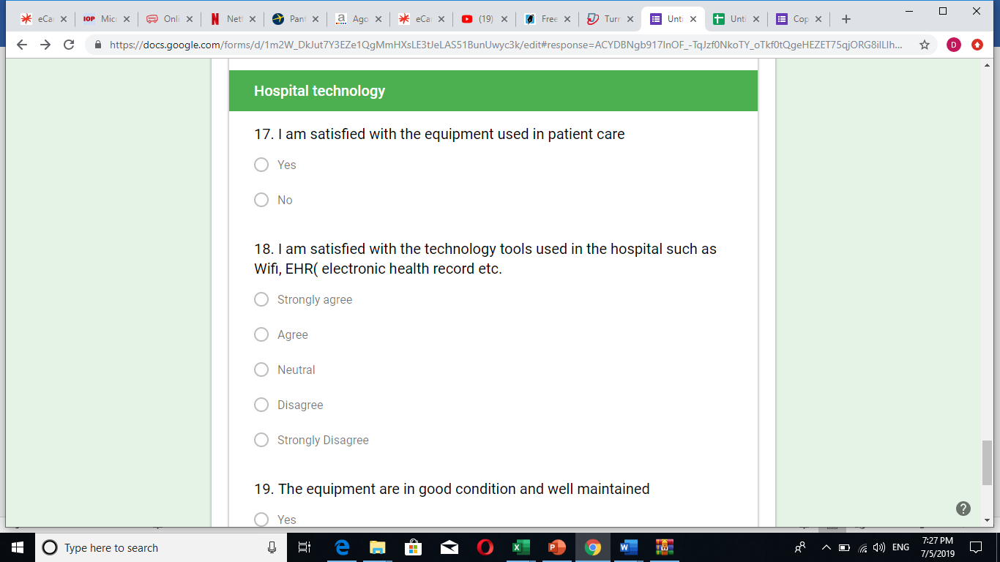 eCa
IOP Mic
Onli
N Netf
Pant
a Ago
eCa
(19)
Free
Turn
Unti
Unti
Cop
https://docs.google.com/forms/d/1m2W_DkJut7Y3EZe1QgMmHXsLE3tJeLAS51BunUwyc3k/edit#response=ACYDBNgb917InOF_-TqJzf0NkoTY_oTkf0tQgeHEZET75qjORG8ilLlh...
D
Hospital technology
17. I am satisfied with the equipment used in patient care
Yes
No
18. I am satisfied with the technology tools used in the hospital such as
Wifi, EHR( electronic health record etc.
Strongly agree
Agree
Neutral
Disagree
Strongly Disagree
19. The equipment are in good condition and well maintained
Yes
Type here to search
ENG
7:27 PM
7/5/2019